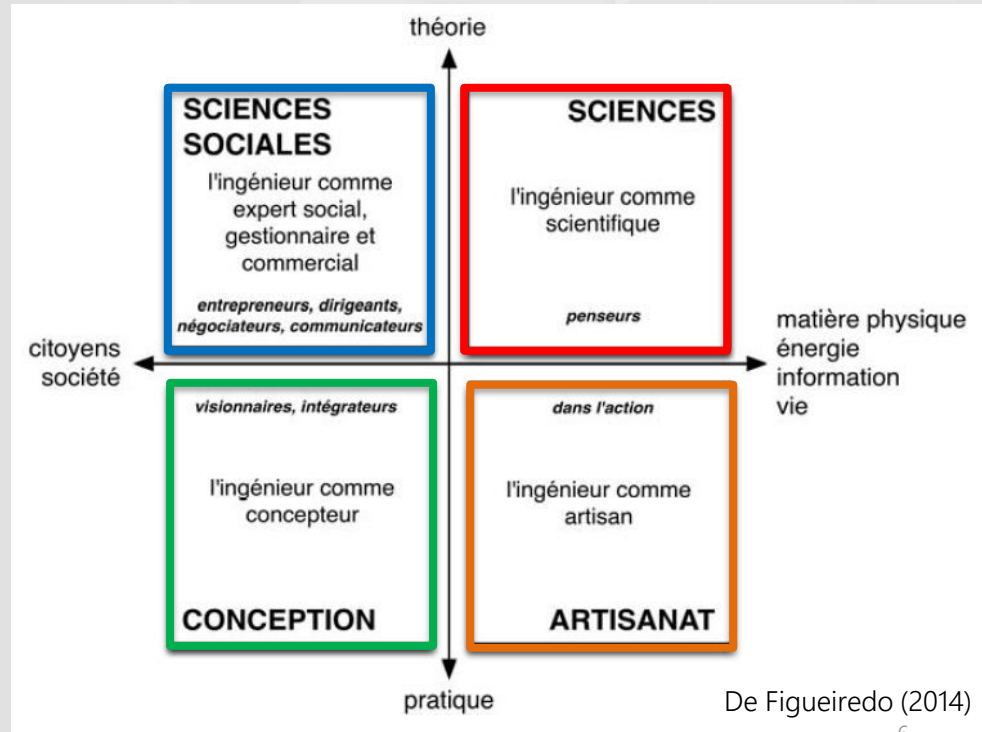 théorie
SCIENCES
SOCIALES
l'ingénieur comme
expert social,
gestionnaire et
commercial
entrepreneurs, dirigeants,
négociateurs, communicateurs
SCIENCES
l'ingénieur comme
scientifique
penseurs
citoyens
société
matière physique
énergie
information
vie
visionnaires, intégrateurs
l'ingénieur comme
concepteur
CONCEPTION
dans l'action
l'ingénieur comme
artisan
ARTISANAT
pratique
De Figueiredo (2014)